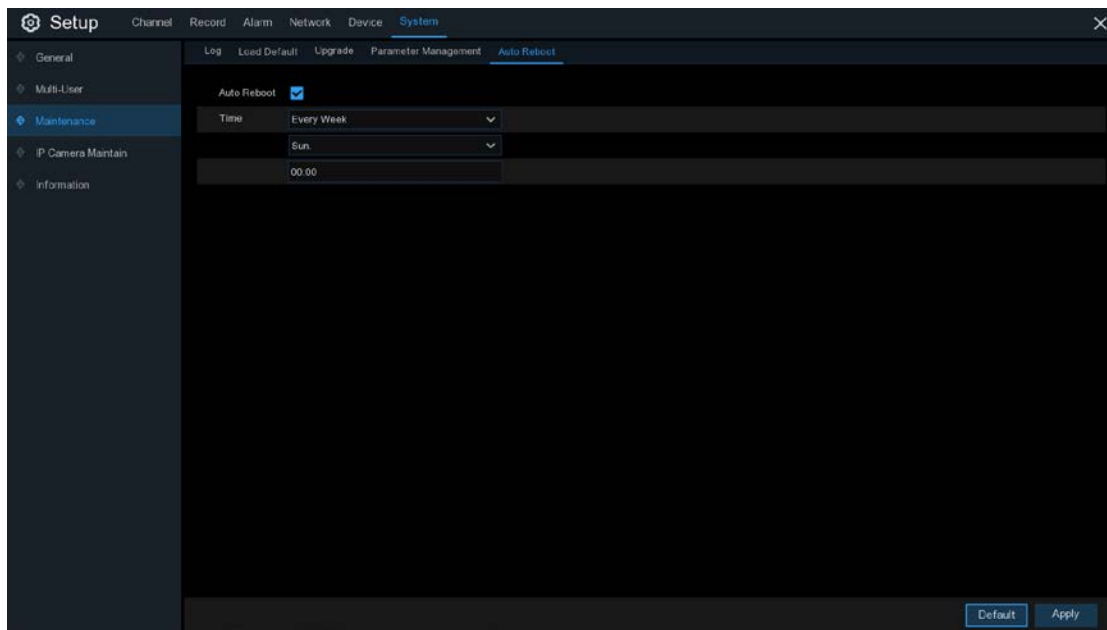 Setup Channel Record Alarm Network Device System
Log Load Default Upgrade Parameter Management Auto Reboot
General
Multi-User
Maintenance
IP Camera Maintain
Information
Auto Reboot
Time Every Week
Sun.
00:00
Default Apply